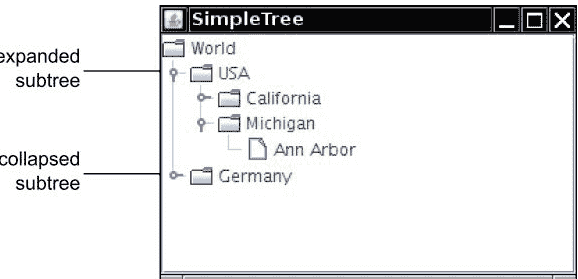 SimpleTree
World
expanded
subtree
USA
California
Michigan
Ann Arbor
collapsed
subtree
Germany